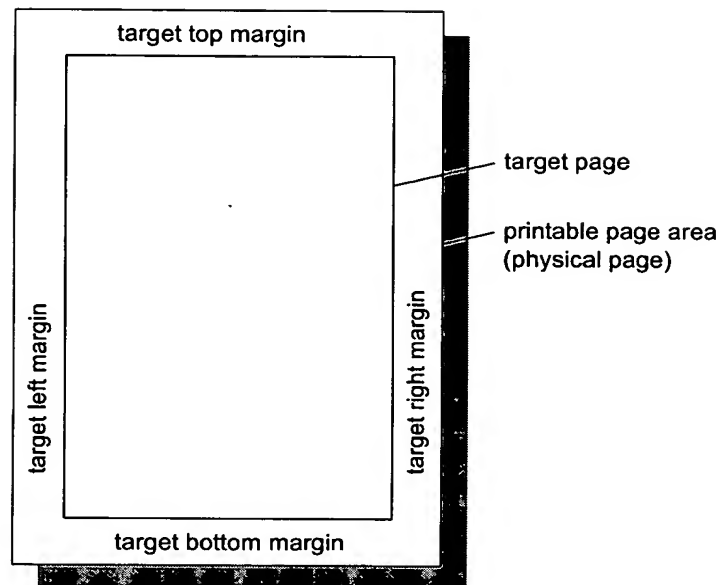 target top margin
target page
printable page area
(physical page)
target left margin
target right margin
target bottom margin